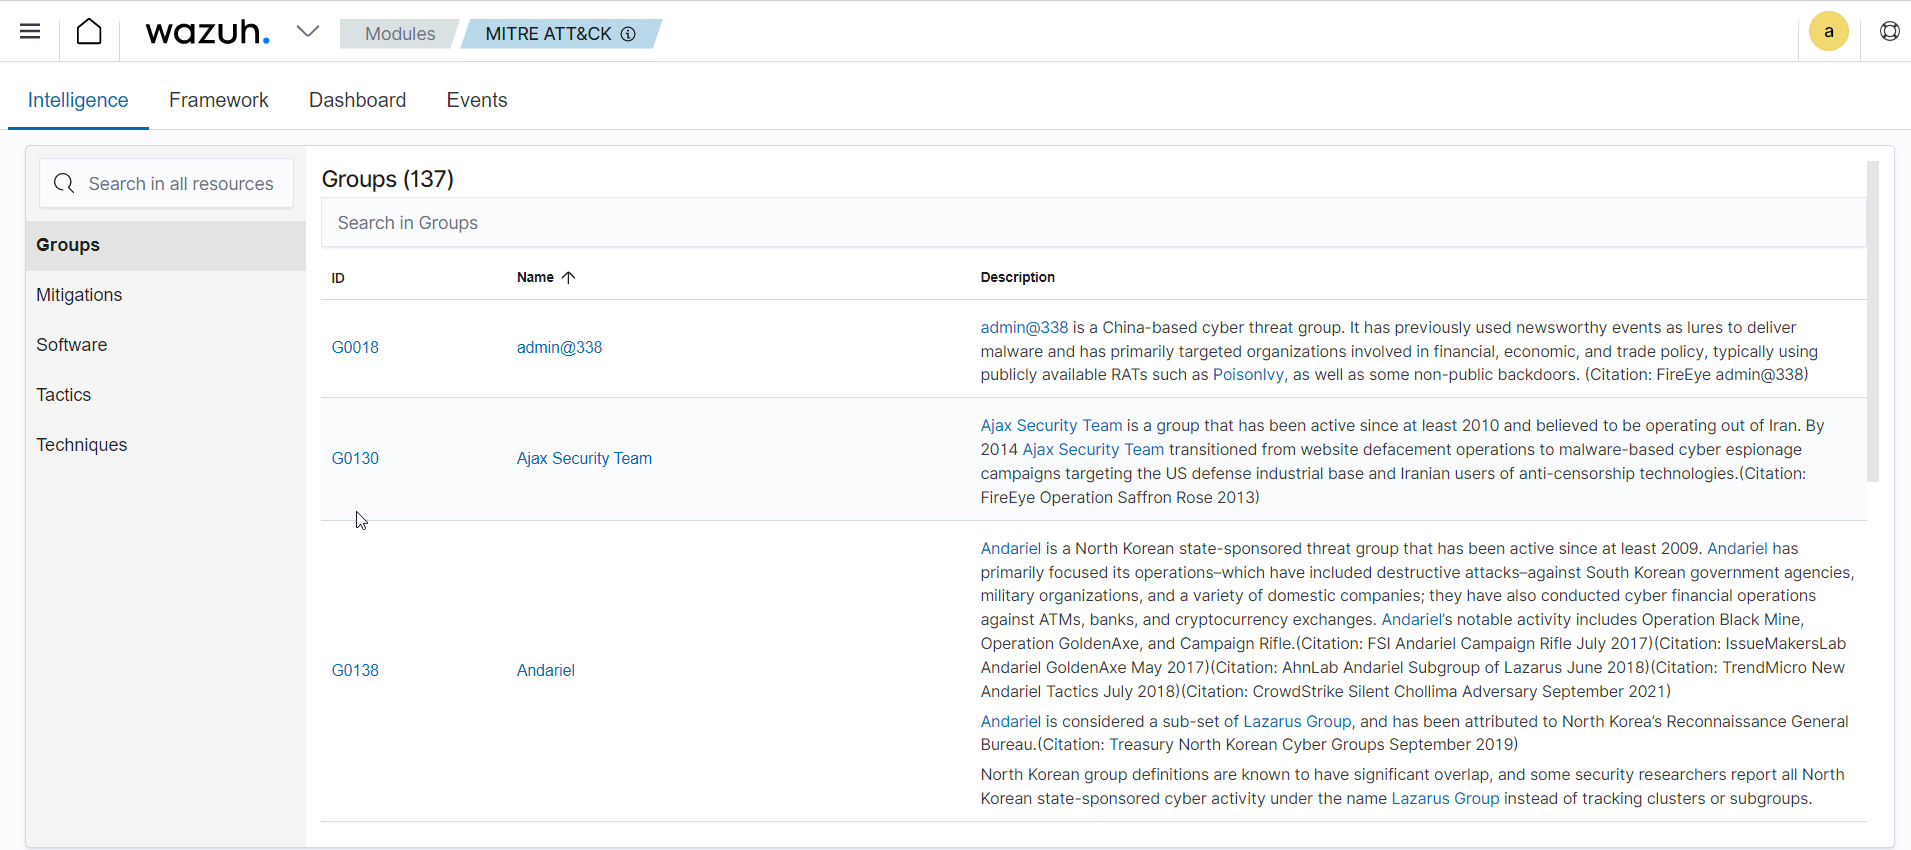 wazuh.
Modules
MITRE ATT&CK
a
Intelligence
Framework
Dashboard
Events
Search in all resources
Groups
Mitigations
Software
Tactics
Techniques
Groups (137)
Search in Groups
ID
Name
Description
G0018
admin@338
admin@338 is a China-based cyber threat group. It has previously used newsworthy events as lures to deliver
malware and has primarily targeted organizations involved in financial, economic, and trade policy, typically using
publicly available RATs such as PoisonIvy, as well as some non-public backdoors. (Citation: FireEye admin@338)
G0130
Ajax Security Team
Ajax Security Team is a group that has been active since at least 2010 and believed to be operating out of Iran. By
2014 Ajax Security Team transitioned from website defacement operations to malware-based cyber espionage
campaigns targeting the US defense industrial base and Iranian users of anti-censorship technologies.(Citation:
FireEye Operation Saffron Rose 2013)
G0138
Andariel
Andariel is a North Korean state-sponsored threat group that has been active since at least 2009. Andariel has
primarily focused its operations–which have included destructive attacks–against South Korean government agencies,
military organizations, and a variety of domestic companies; they have also conducted cyber financial operations
against ATMs, banks, and cryptocurrency exchanges. Andariel’s notable activity includes Operation Black Mine,
Operation GoldenAxe, and Campaign Rifle.(Citation: FSI Andariel Campaign Rifle July 2017)(Citation: IssueMakersLab
Andariel GoldenAxe May 2017)(Citation: AhnLab Andariel Subgroup of Lazarus June 2018)(Citation: TrendMicro New
Andariel Tactics July 2018)(Citation: CrowdStrike Silent Chollima Adversary September 2021)
Andariel is considered a sub-set of Lazarus Group, and has been attributed to North Korea’s Reconnaissance General
Bureau.(Citation: Treasury North Korean Cyber Groups September 2019)
North Korean group definitions are known to have significant overlap, and some security researchers report all North
Korean state-sponsored cyber activity under the name Lazarus Group instead of tracking clusters or subgroups.